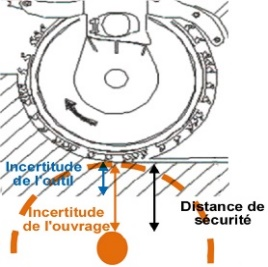 Incertitude
de l'outil
Incertitude
de l'ouvrage
Distance de
sécurité